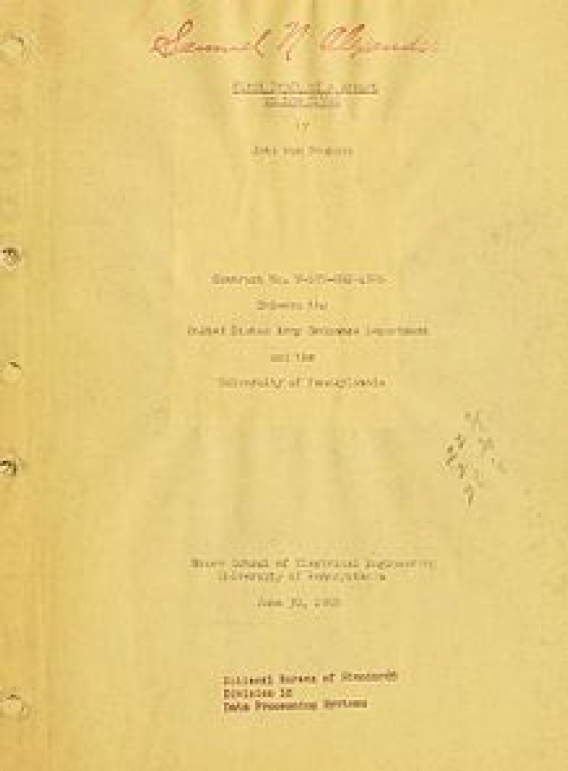 Samuel N Alexander
First Draft of a Report
on the EDVAC
by
John von Neumann
Contract No. W-670-ORD-4926
Between the
United States Army Ordnance Department
and the
University of Pennsylvania
Moore School of Electrical Engineering
University of Pennsylvania
June 30, 1945
National Bureau of Standards
Division 12
Data Processing Systems